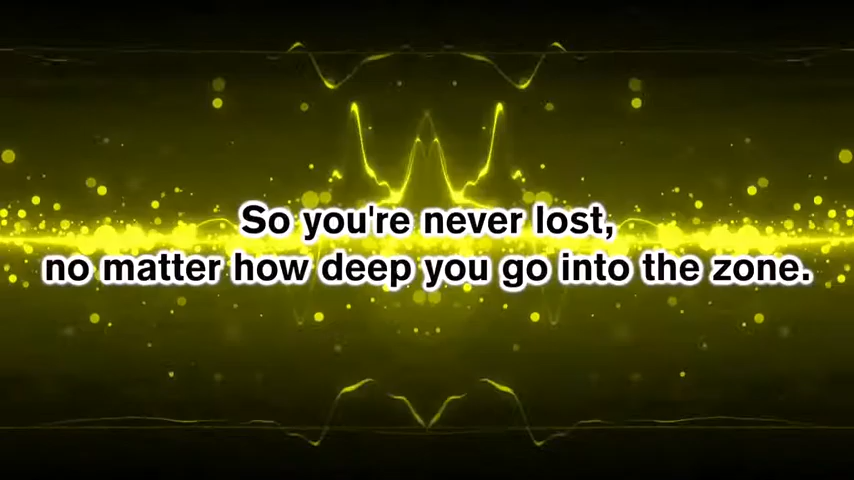 So you're never lost,
no matter how deep you go into the zone.